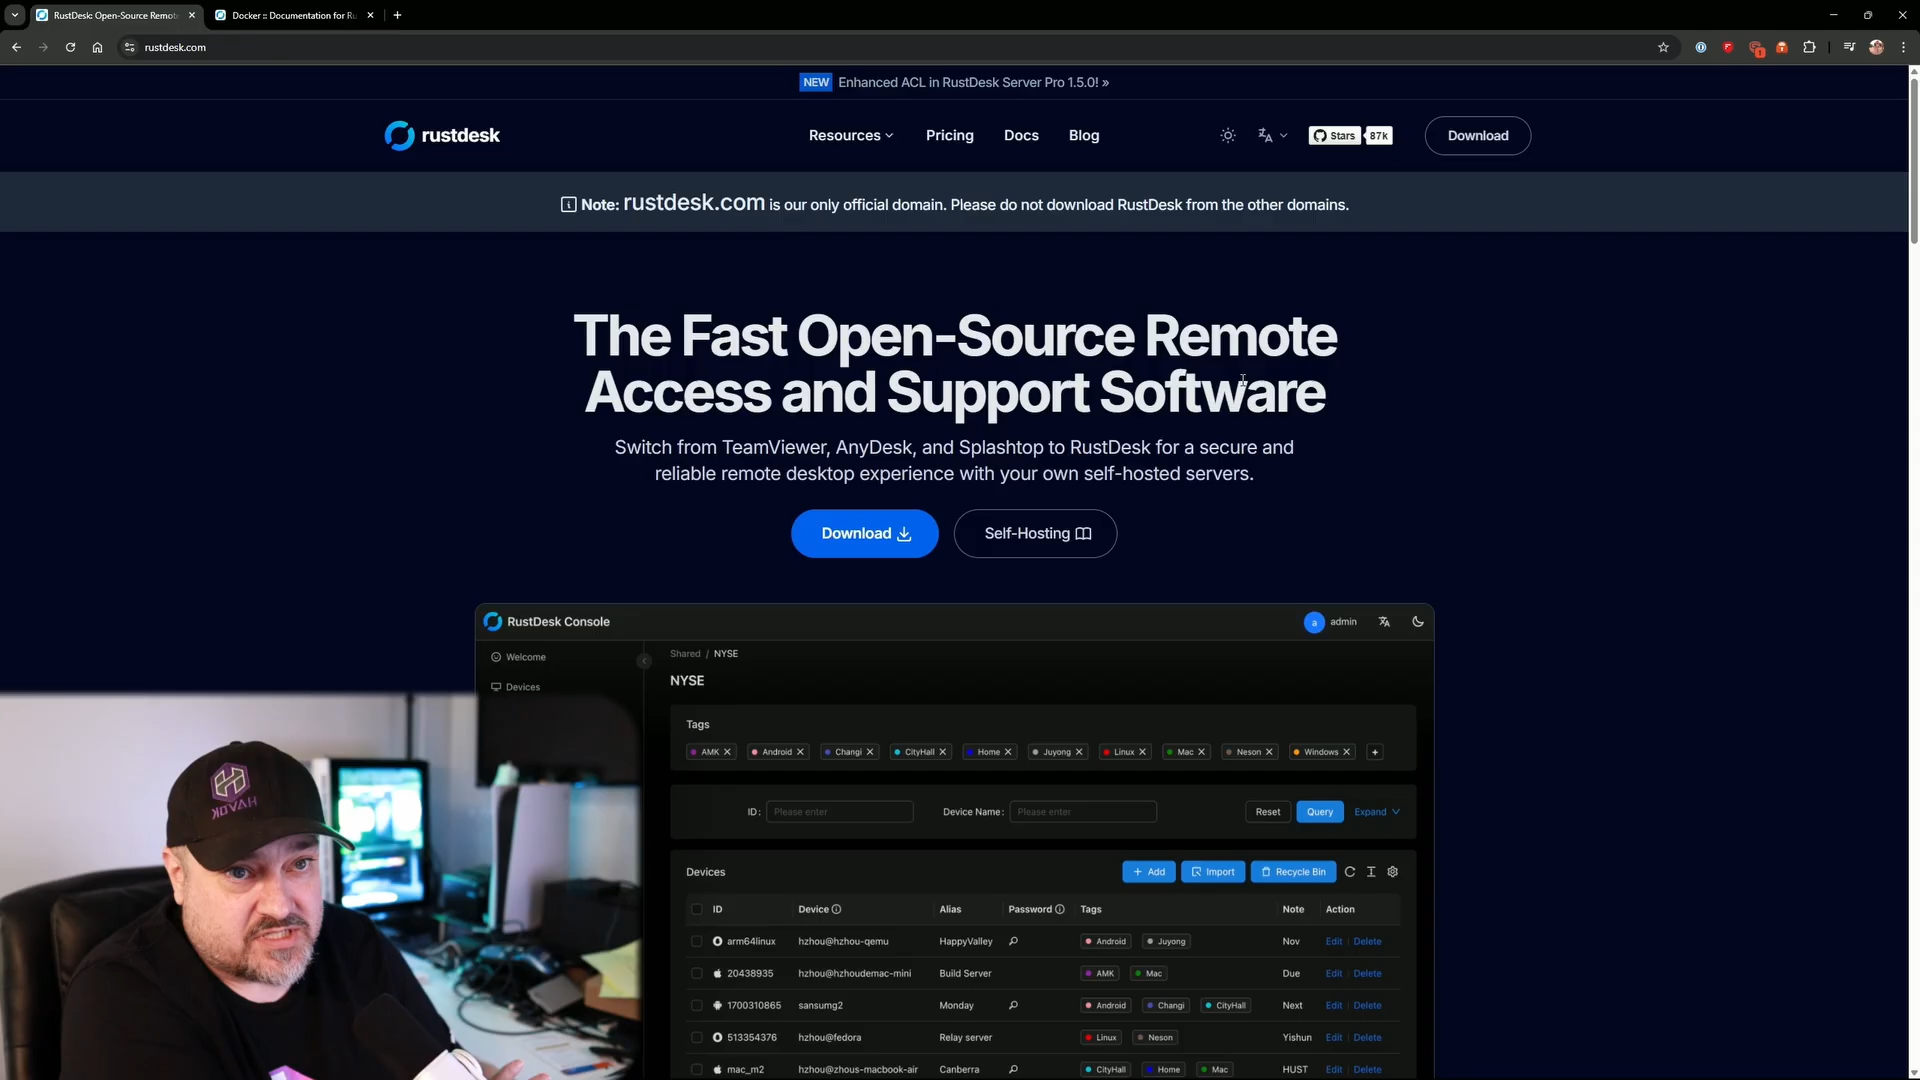 RustDesk: Open-Source Remot
Docker :: Documentation for Ru
rustdesk.com
NEW Enhanced ACL in RustDesk Server Pro 1.5.0! »
rustdesk
Resources
Pricing
Docs
Blog
Stars 87k
Download
Note: rustdesk.com is our only official domain. Please do not download RustDesk from the other domains.
The Fast Open-Source Remote
Access and Support Software
Switch from TeamViewer, AnyDesk, and Splashtop to RustDesk for a secure and
reliable remote desktop experience with your own self-hosted servers.
Download
Self-Hosting
RustDesk Console
a admin
Welcome
Devices
Shared / NYSE
NYSE
Tags
AMK Android Changi CityHall Home Juyong Linux Mac Neson Windows +
ID: Please enter Device Name: Please enter Reset Query Expand
Devices + Add Import Recycle Bin
ID Device Alias Password Tags Note Action
arm64linux hzhou@hzhou-qemu HappyValley Android Juyong Nov Edit Delete
20438935 hzhou@hzhoudemac-mini Build Server AMK Mac Due Edit Delete
1700310865 sansumg2 Monday Android Changi CityHall Next Edit Delete
513354376 hzhou@fedora Relay server Linux Neson Yishun Edit Delete
mac_m2 hzhou@zhous-macbook-air Canberra CityHall Home Mac HUST Edit Delete